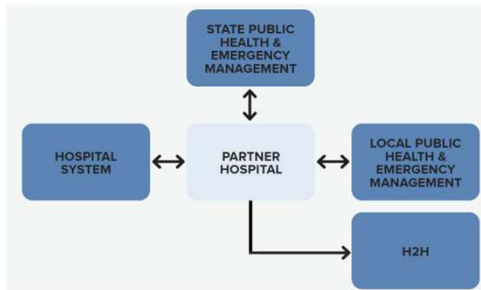 STATE PUBLIC
HEALTH &
EMERGENCY
MANAGEMENT
HOSPITAL
SYSTEM
PARTNER
HOSPITAL
LOCAL PUBLIC
HEALTH &
EMERGENCY
MANAGEMENT
H2H